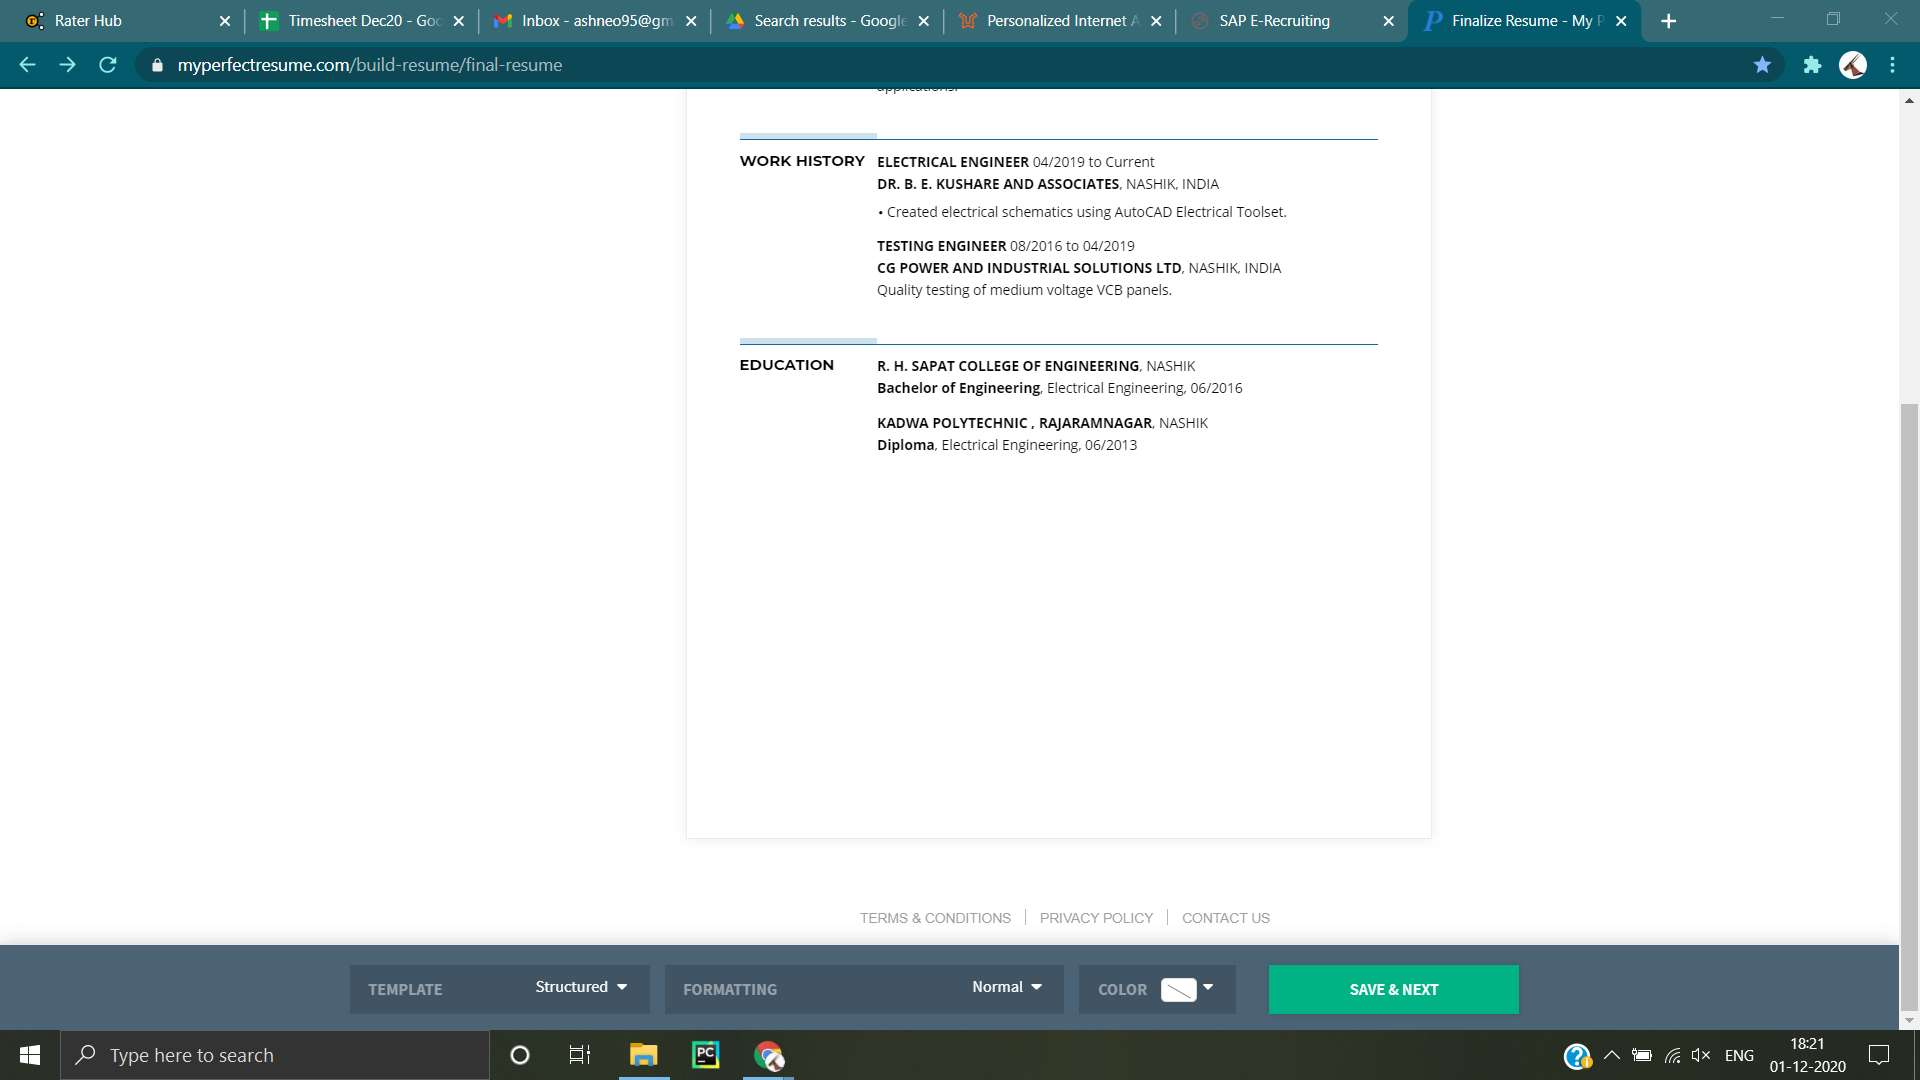 Rater Hub
Timesheet Dec20 - Goo
Inbox - ashneo95@gm
Search results - Google
Personalized Internet A
SAP E-Recruiting
Finalize Resume - My P
myperfectresume.com/build-resume/final-resume
applications.
WORK HISTORY
ELECTRICAL ENGINEER 04/2019 to Current
DR. B. E. KUSHARE AND ASSOCIATES, NASHIK, INDIA
• Created electrical schematics using AutoCAD Electrical Toolset.
TESTING ENGINEER 08/2016 to 04/2019
CG POWER AND INDUSTRIAL SOLUTIONS LTD, NASHIK, INDIA
Quality testing of medium voltage VCB panels.
EDUCATION
R. H. SAPAT COLLEGE OF ENGINEERING, NASHIK
Bachelor of Engineering, Electrical Engineering, 06/2016
KADWA POLYTECHNIC , RAJARAMNAGAR, NASHIK
Diploma, Electrical Engineering, 06/2013
TERMS & CONDITIONS
PRIVACY POLICY
CONTACT US
TEMPLATE Structured
FORMATTING Normal
COLOR
SAVE & NEXT
Type here to search
PC
ENG
18:21
01-12-2020